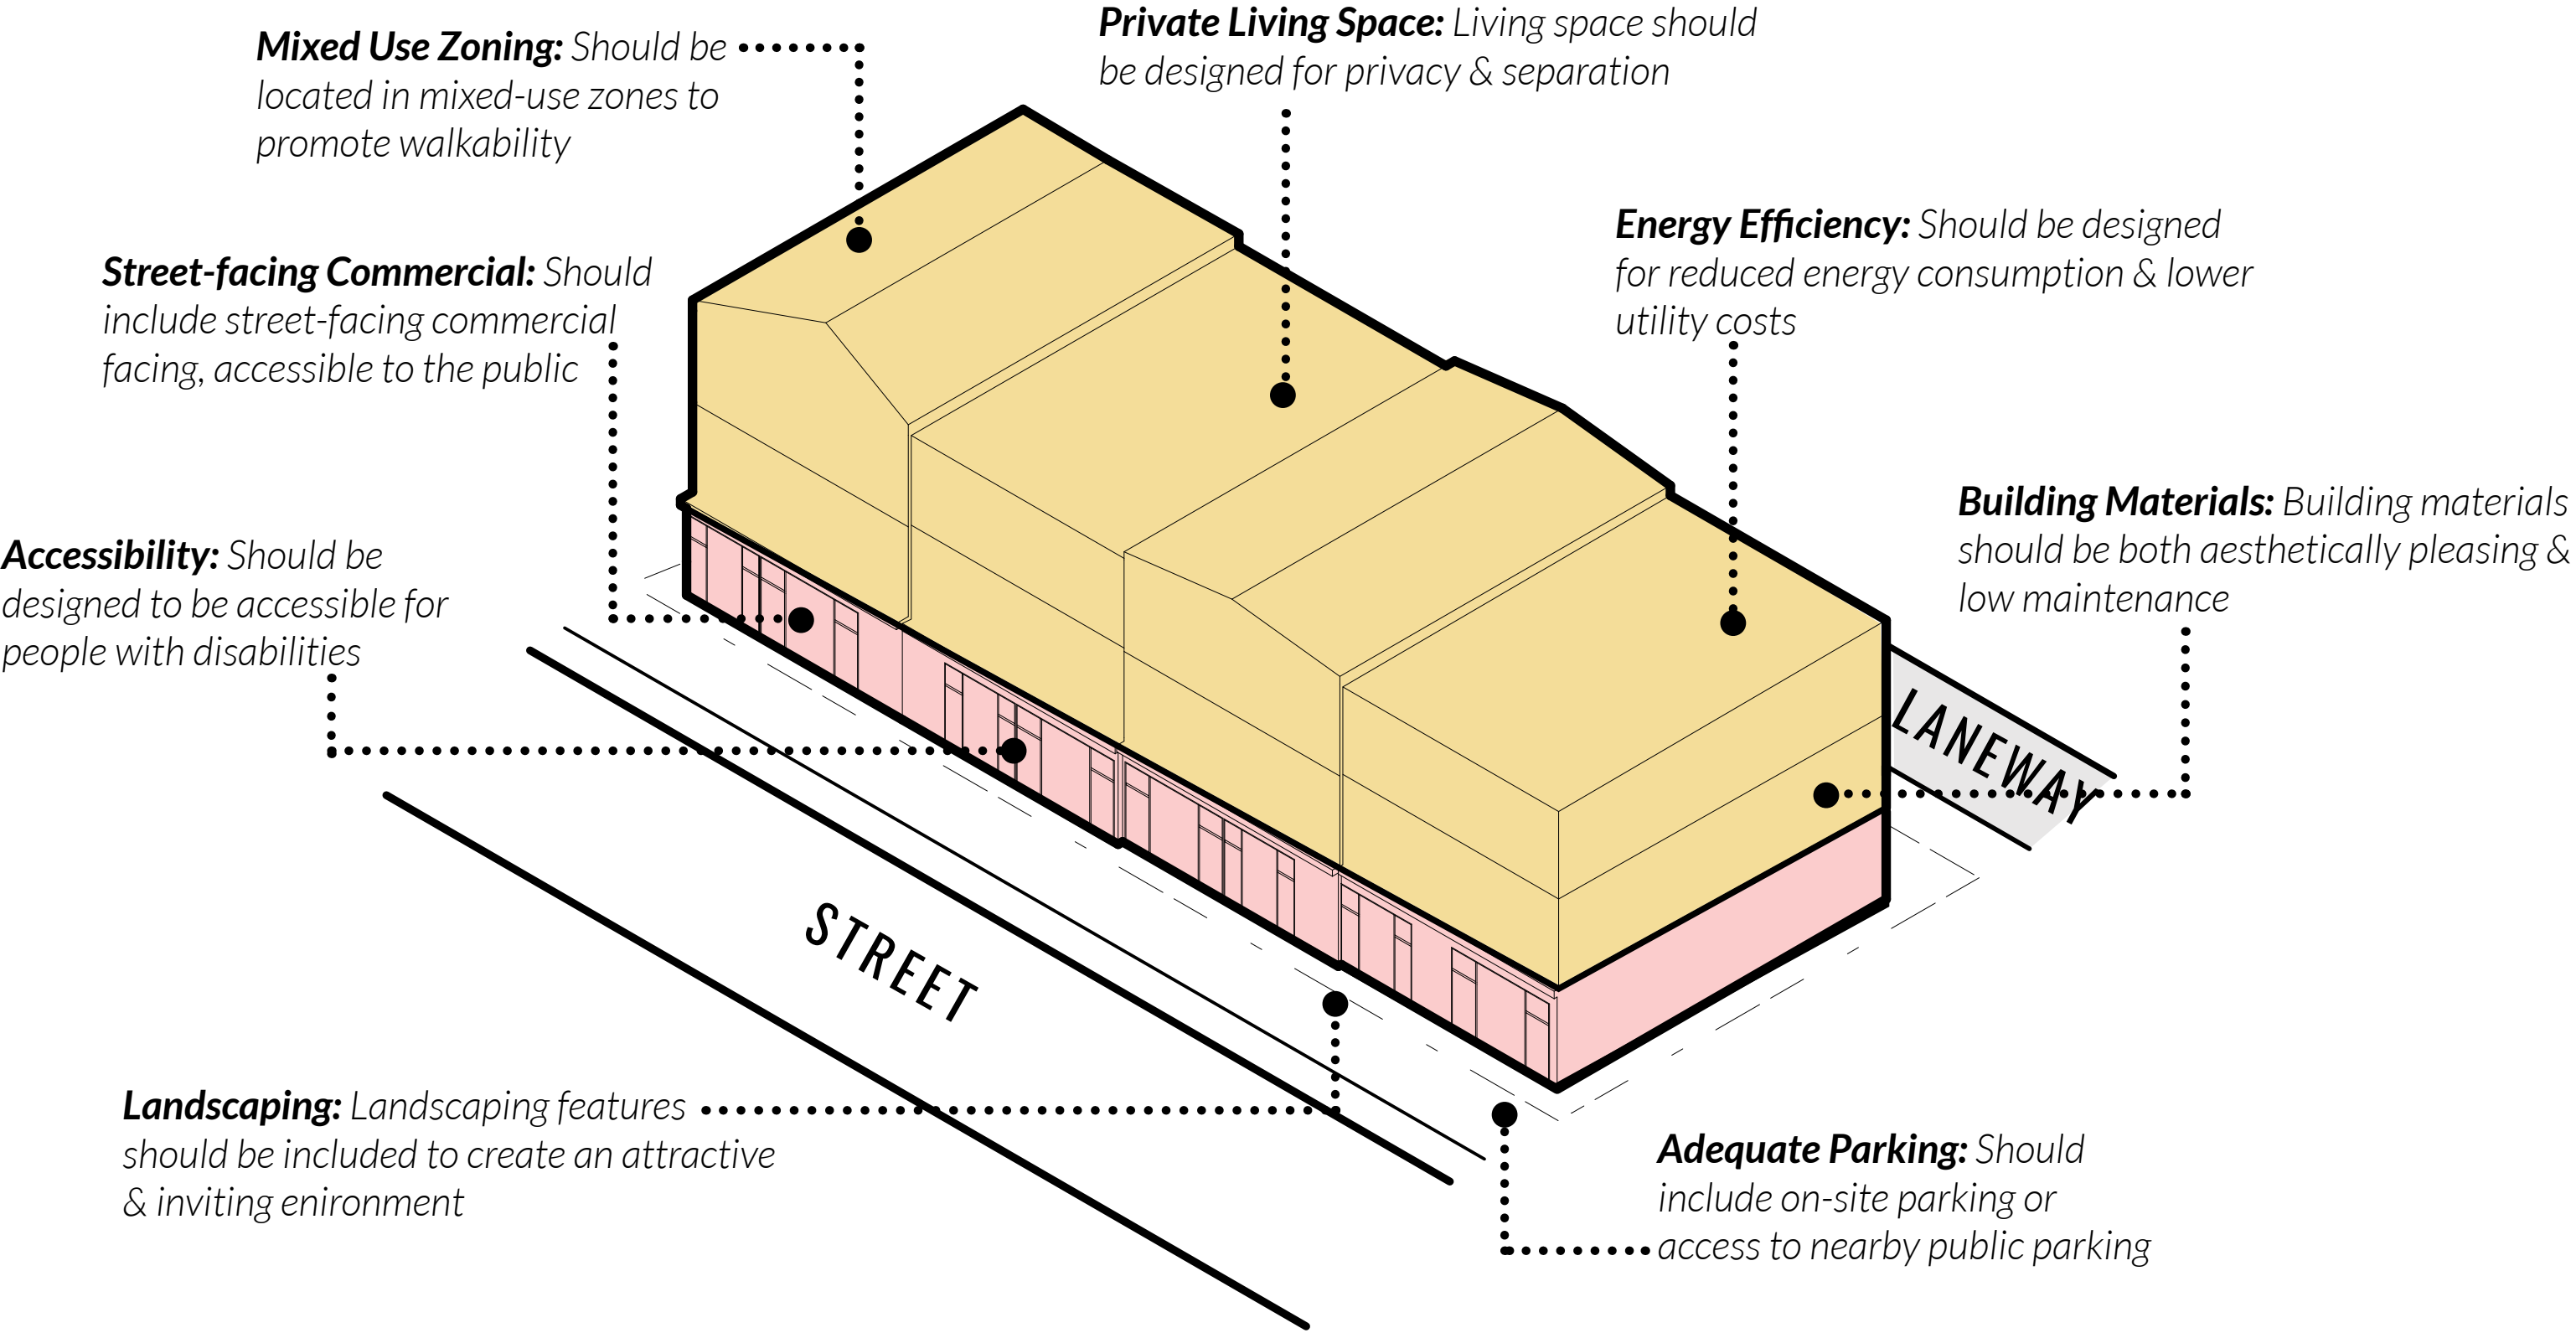 Mixed Use Zoning: Should be
located in mixed-use zones to
promote walkability
Private Living Space: Living space should
be designed for privacy & separation
Street-facing Commercial: Should
include street-facing commercial
facing, accessible to the public
Energy Efficiency: Should be designed
for reduced energy consumption & lower
utility costs
Accessibility: Should be
designed to be accessible for
people with disabilities
Building Materials: Building materials
should be both aesthetically pleasing &
low maintenance
LANEWAY
STREET
Landscaping: Landscaping features
should be included to create an attractive
& inviting enironment
Adequate Parking: Should
include on-site parking or
access to nearby public parking